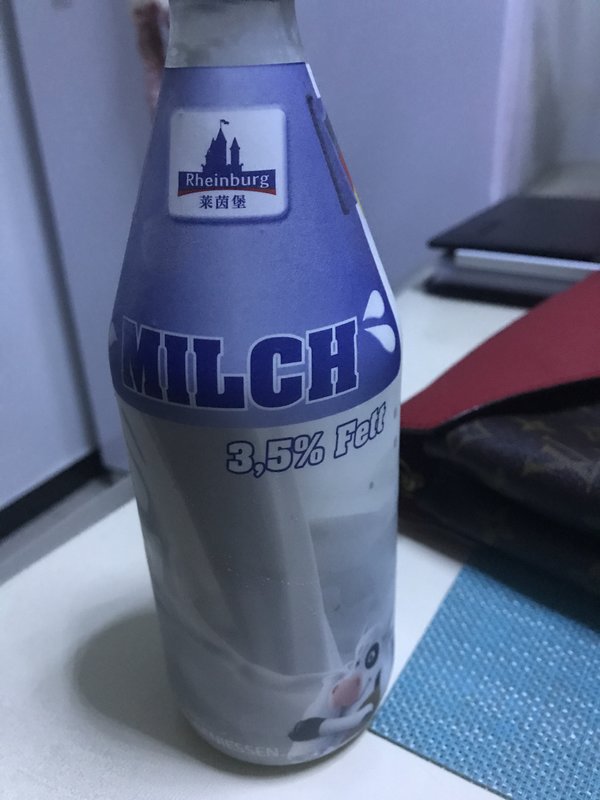 Rheinburg
莱茵堡
MILCH
3,5% Fett